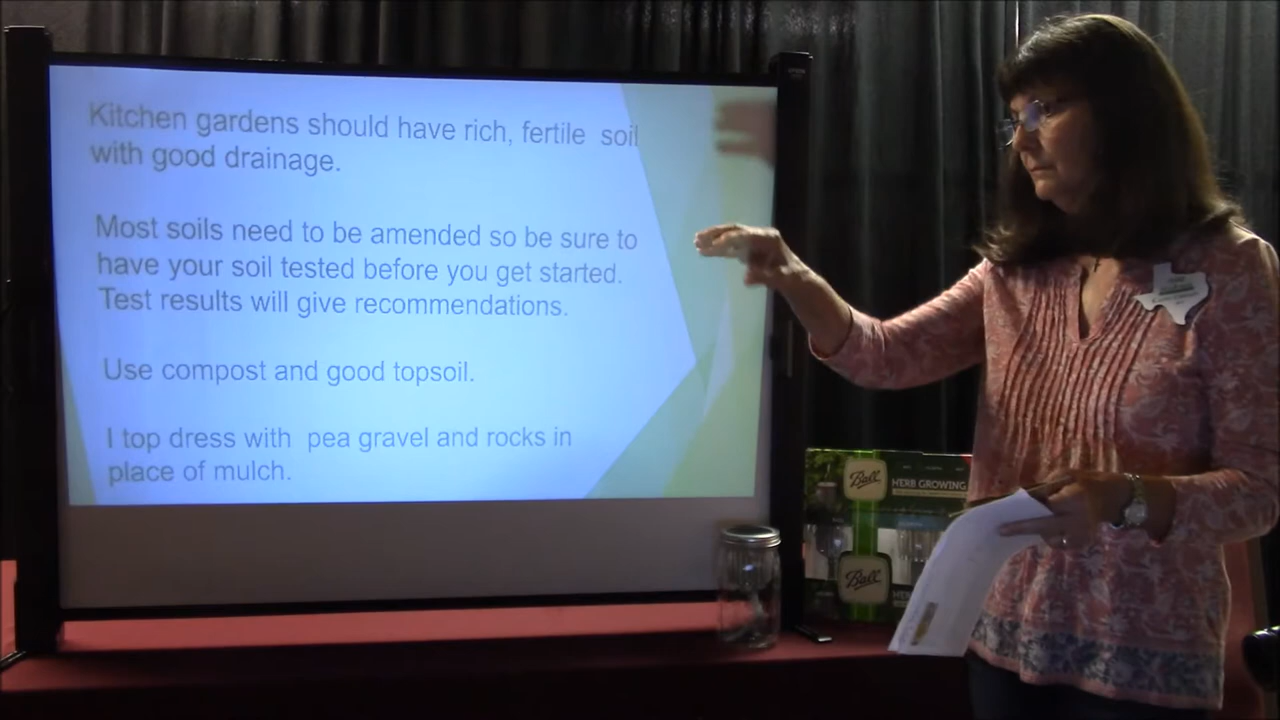 Kitchen gardens should have rich, fertile soil
with good drainage.
Most soils need to be amended so be sure to
have your soil tested before you get started.
Test results will give recommendations.
Use compost and good topsoil.
I top dress with pea gravel and rocks in
place of mulch.
EPSON
Ball
HERB GROWING
Ball